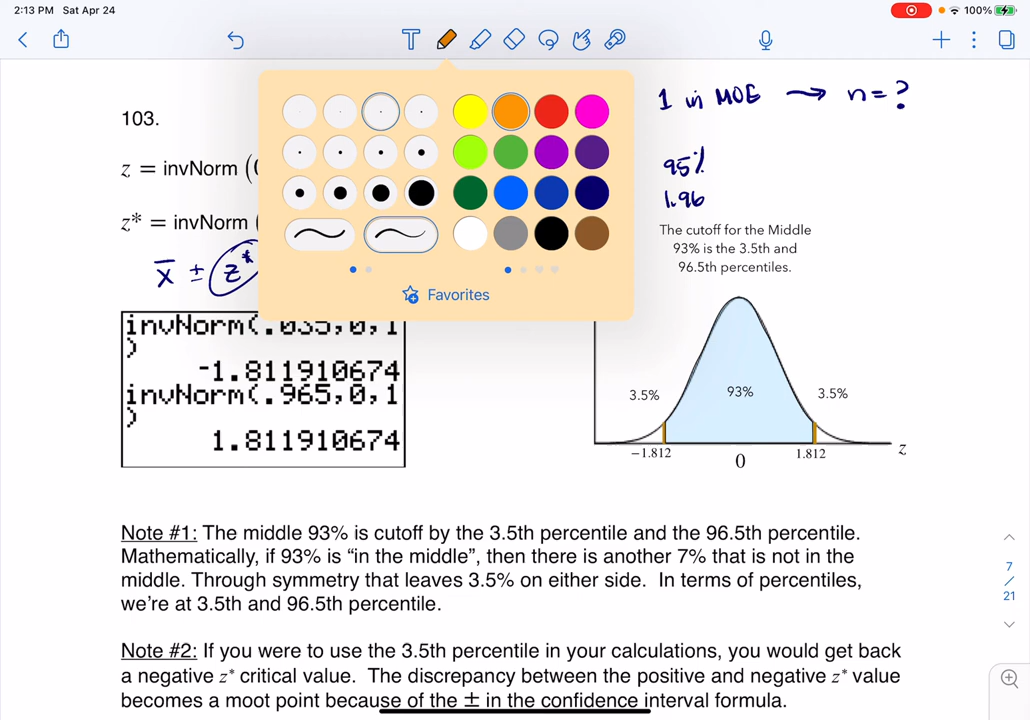 2:13 PM Sat Apr 24
100%
T
1 in MOE → n = ?
103.
95%
1.96
z = invNorm (
z* = invNorm (
x̄ ± z*
The cutoff for the Middle
93% is the 3.5th and
96.5th percentiles.
Favorites
invNorm(.035,0,1
)
-1.811910674
invNorm(.965,0,1
)
1.811910674
3.5%
93%
3.5%
−1.812
0
1.812
z
Note #1: The middle 93% is cutoff by the 3.5th percentile and the 96.5th percentile.
Mathematically, if 93% is “in the middle”, then there is another 7% that is not in the
middle. Through symmetry that leaves 3.5% on either side. In terms of percentiles,
we’re at 3.5th and 96.5th percentile.
7
/
21
Note #2: If you were to use the 3.5th percentile in your calculations, you would get back
a negative z* critical value. The discrepancy between the positive and negative z* value
becomes a moot point because of the ± in the confidence interval formula.